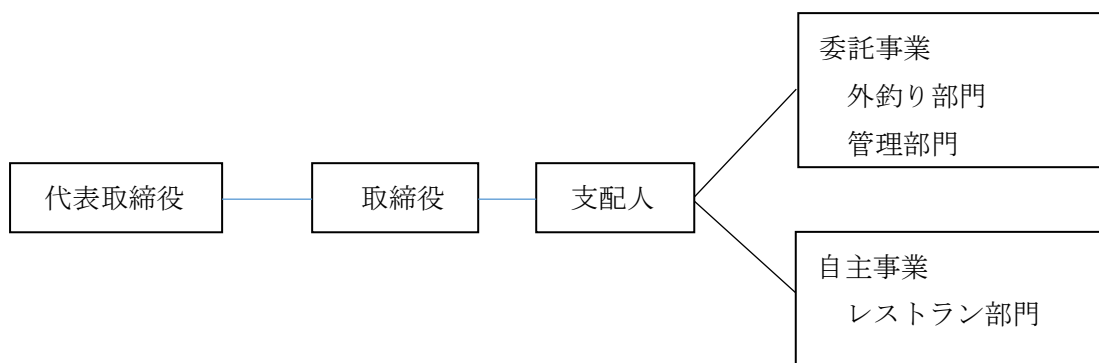 代表取締役
取締役
支配人
委託事業
外釣り部門
管理部門
自主事業
レストラン部門